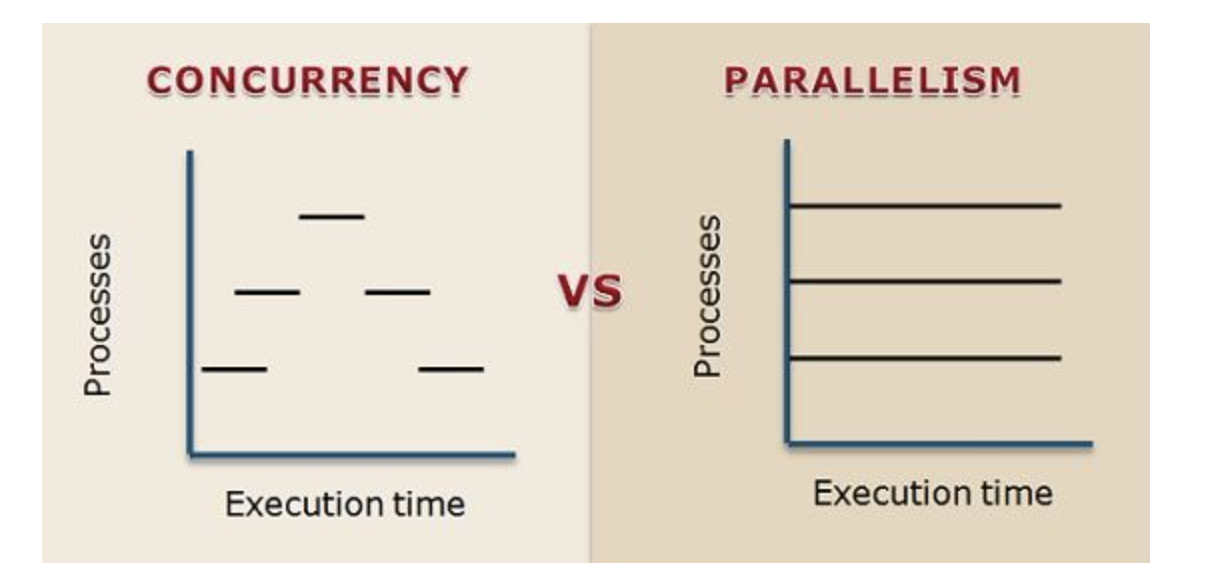 CONCURRENCY
Processes
Execution time
VS
PARALLELISM
Processes
Execution time